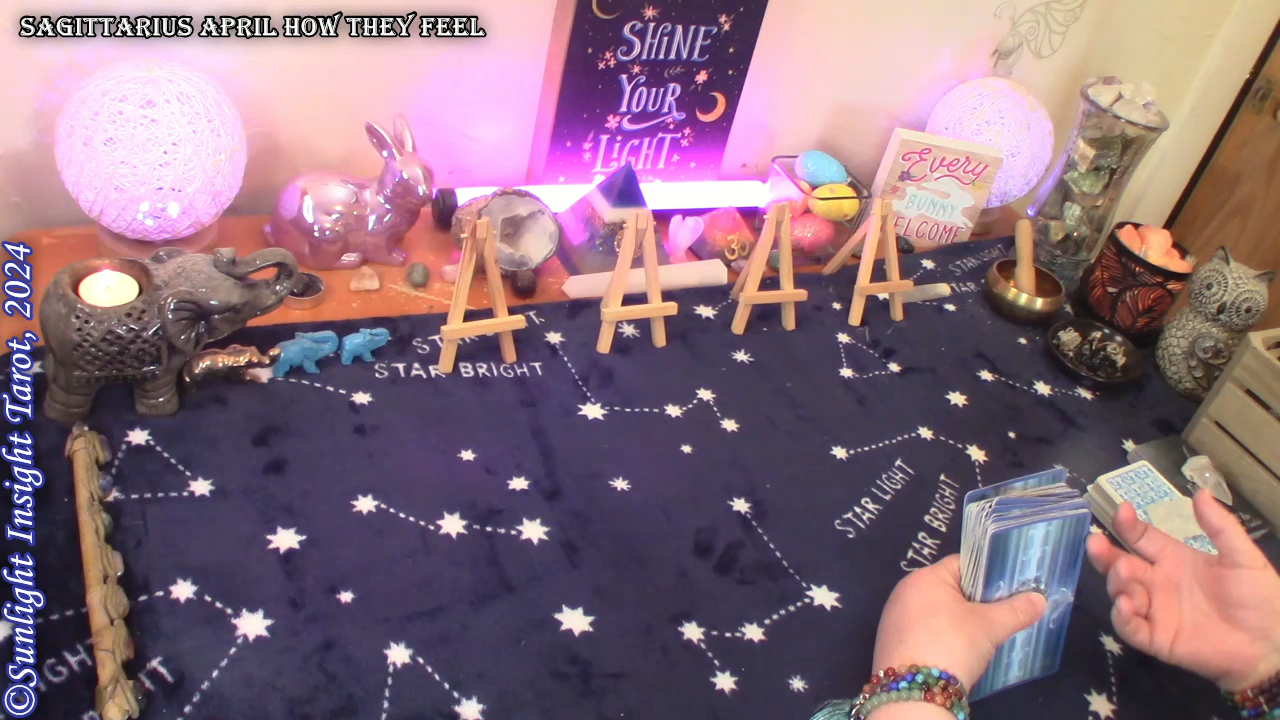 SAGITTARIUS APRIL HOW THEY FEEL
SHINE
YOUR
LIGHT
Every
BUNNY
WELCOME
STAR LIGHT
STAR BRIGHT
STAR LIGHT
STAR BRIGHT
©Sunlight Insight Tarot, 2024